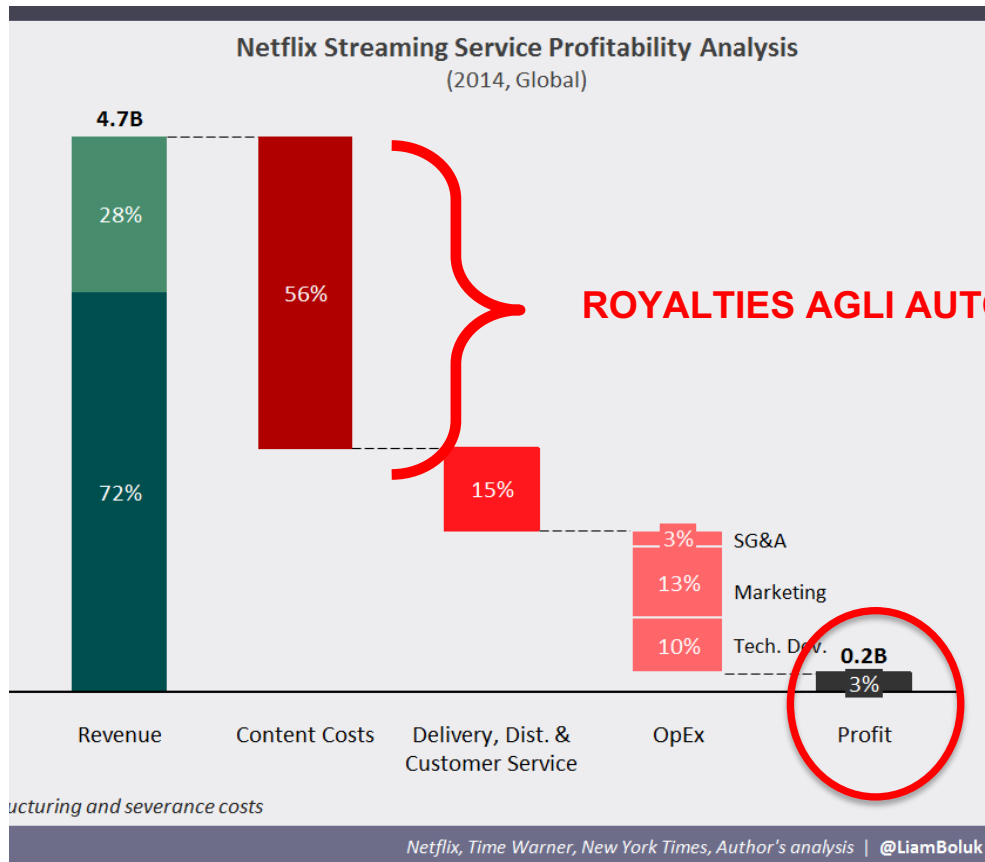 Netflix Streaming Service Profitability Analysis
(2014, Global)
4.7B
28%
56%
ROYALTIES AGLI
72%
15%
3%
SG&A
13%
Marketing
10%
Tech. Dev.
0.2B
3%
Revenue
Content Costs
Delivery, Dist. &
Customer Service
OpEx
Profit
and severance costs
Netflix, Time Warner, New York Times, Author's analysis | @LiamBoluk